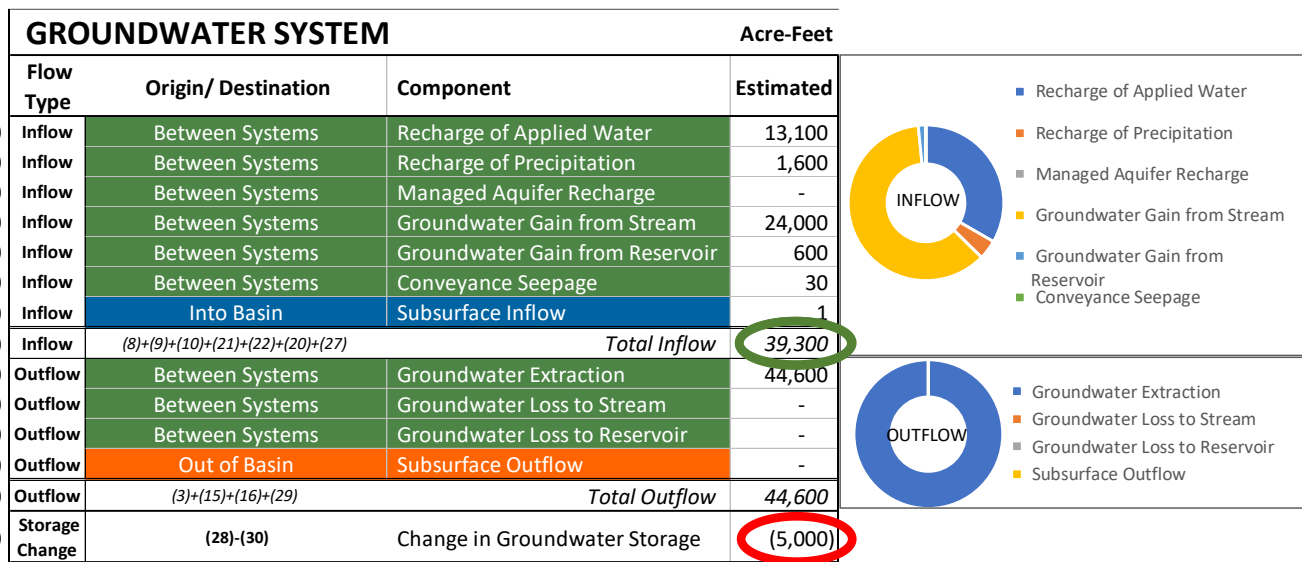 GROUNDWATER SYSTEM Acre-Feet
Flow Type Origin/ Destination Component Estimated
) Inflow Between Systems Recharge of Applied Water 13,100
) Inflow Between Systems Recharge of Precipitation 1,600
) Inflow Between Systems Managed Aquifer Recharge -
) Inflow Between Systems Groundwater Gain from Stream 24,000
) Inflow Between Systems Groundwater Gain from Reservoir 600
) Inflow Between Systems Conveyance Seepage 30
) Inflow Into Basin Subsurface Inflow 1
) Inflow (8)+(9)+(10)+(21)+(22)+(20)+(27) Total Inflow 39,300
) Outflow Between Systems Groundwater Extraction 44,600
) Outflow Between Systems Groundwater Loss to Stream -
) Outflow Between Systems Groundwater Loss to Reservoir -
) Outflow Out of Basin Subsurface Outflow -
) Outflow (3)+(15)+(16)+(29) Total Outflow 44,600
) Storage Change (28)-(30) Change in Groundwater Storage (5,000)
INFLOW
Recharge of Applied Water
Recharge of Precipitation
Managed Aquifer Recharge
Groundwater Gain from Stream
Groundwater Gain from
Reservoir
Conveyance Seepage
OUTFLOW
Groundwater Extraction
Groundwater Loss to Stream
Groundwater Loss to Reservoir
Subsurface Outflow